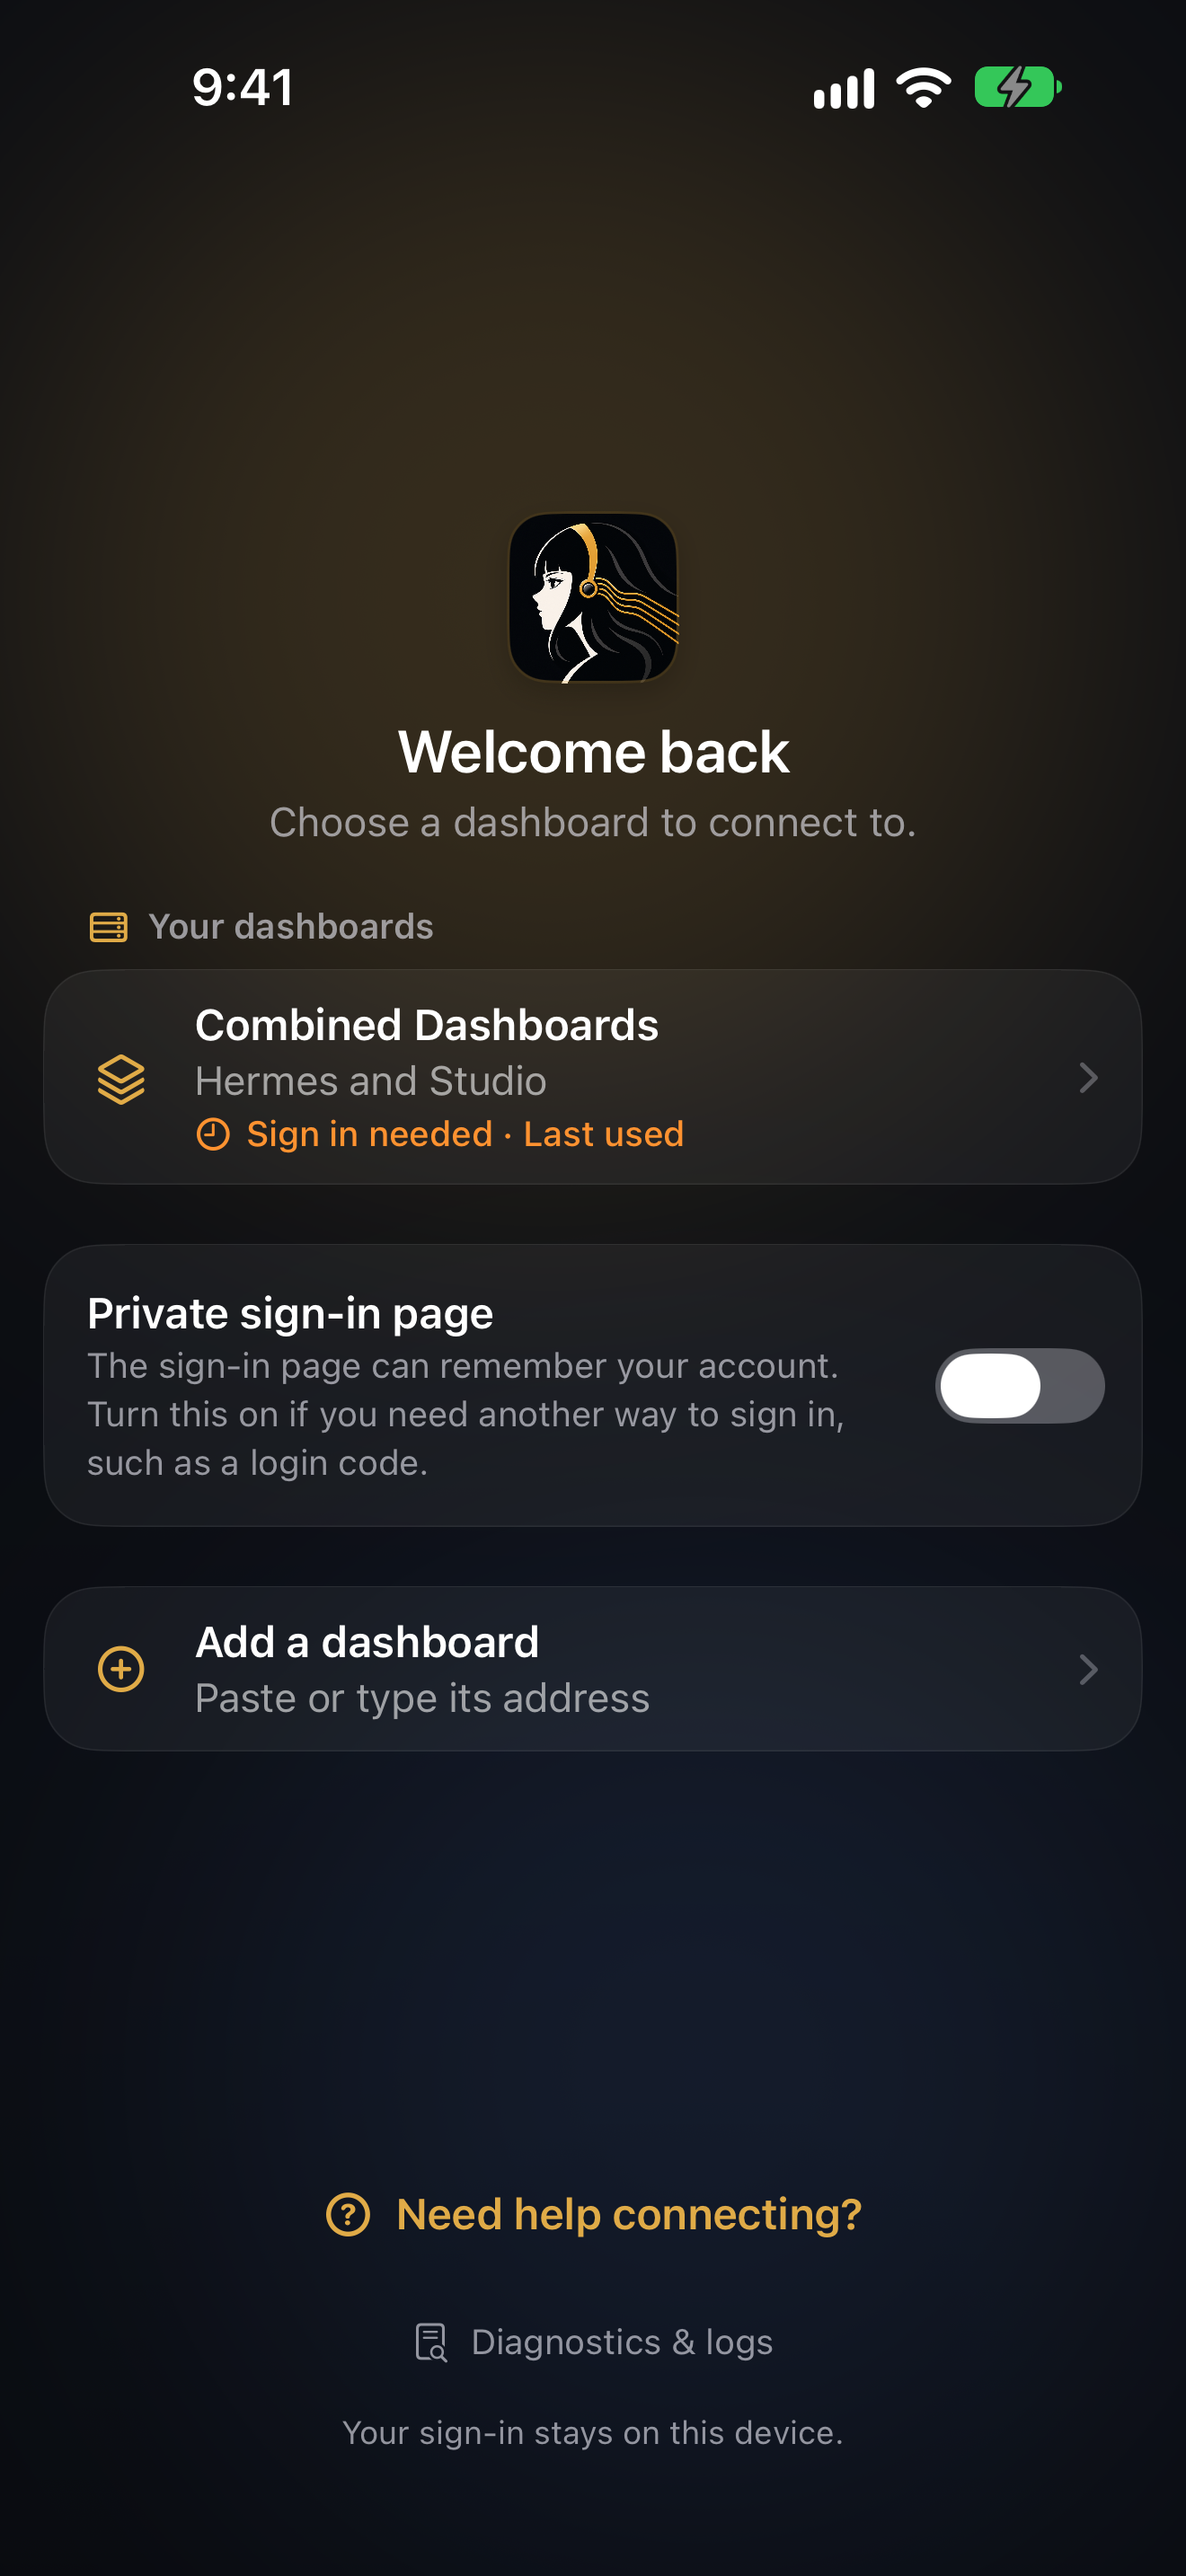 9:41
Welcome back
Choose a dashboard to connect to.
Your dashboards
Combined Dashboards
Hermes and Studio
Sign in needed · Last used
Private sign-in page
The sign-in page can remember your account.
Turn this on if you need another way to sign in,
such as a login code.
Add a dashboard
Paste or type its address
Need help connecting?
Diagnostics & logs
Your sign-in stays on this device.